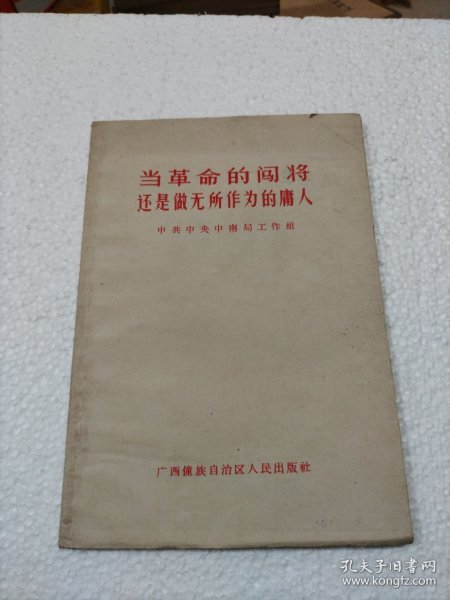 当革命的闯将
还是做无所作为的庸人
中共中央中南局工作组
广西僮族自治区人民出版社
孔夫子旧书网
www.kongfz.com